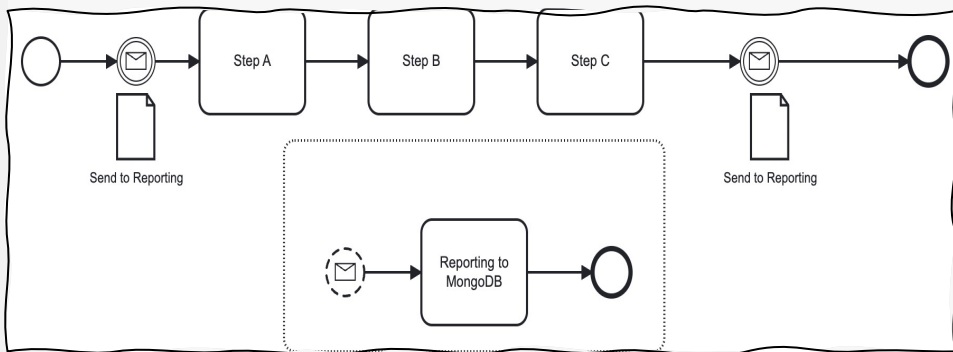 Step A
Step B
Step C
Send to Reporting
Send to Reporting
Reporting to
MongoDB